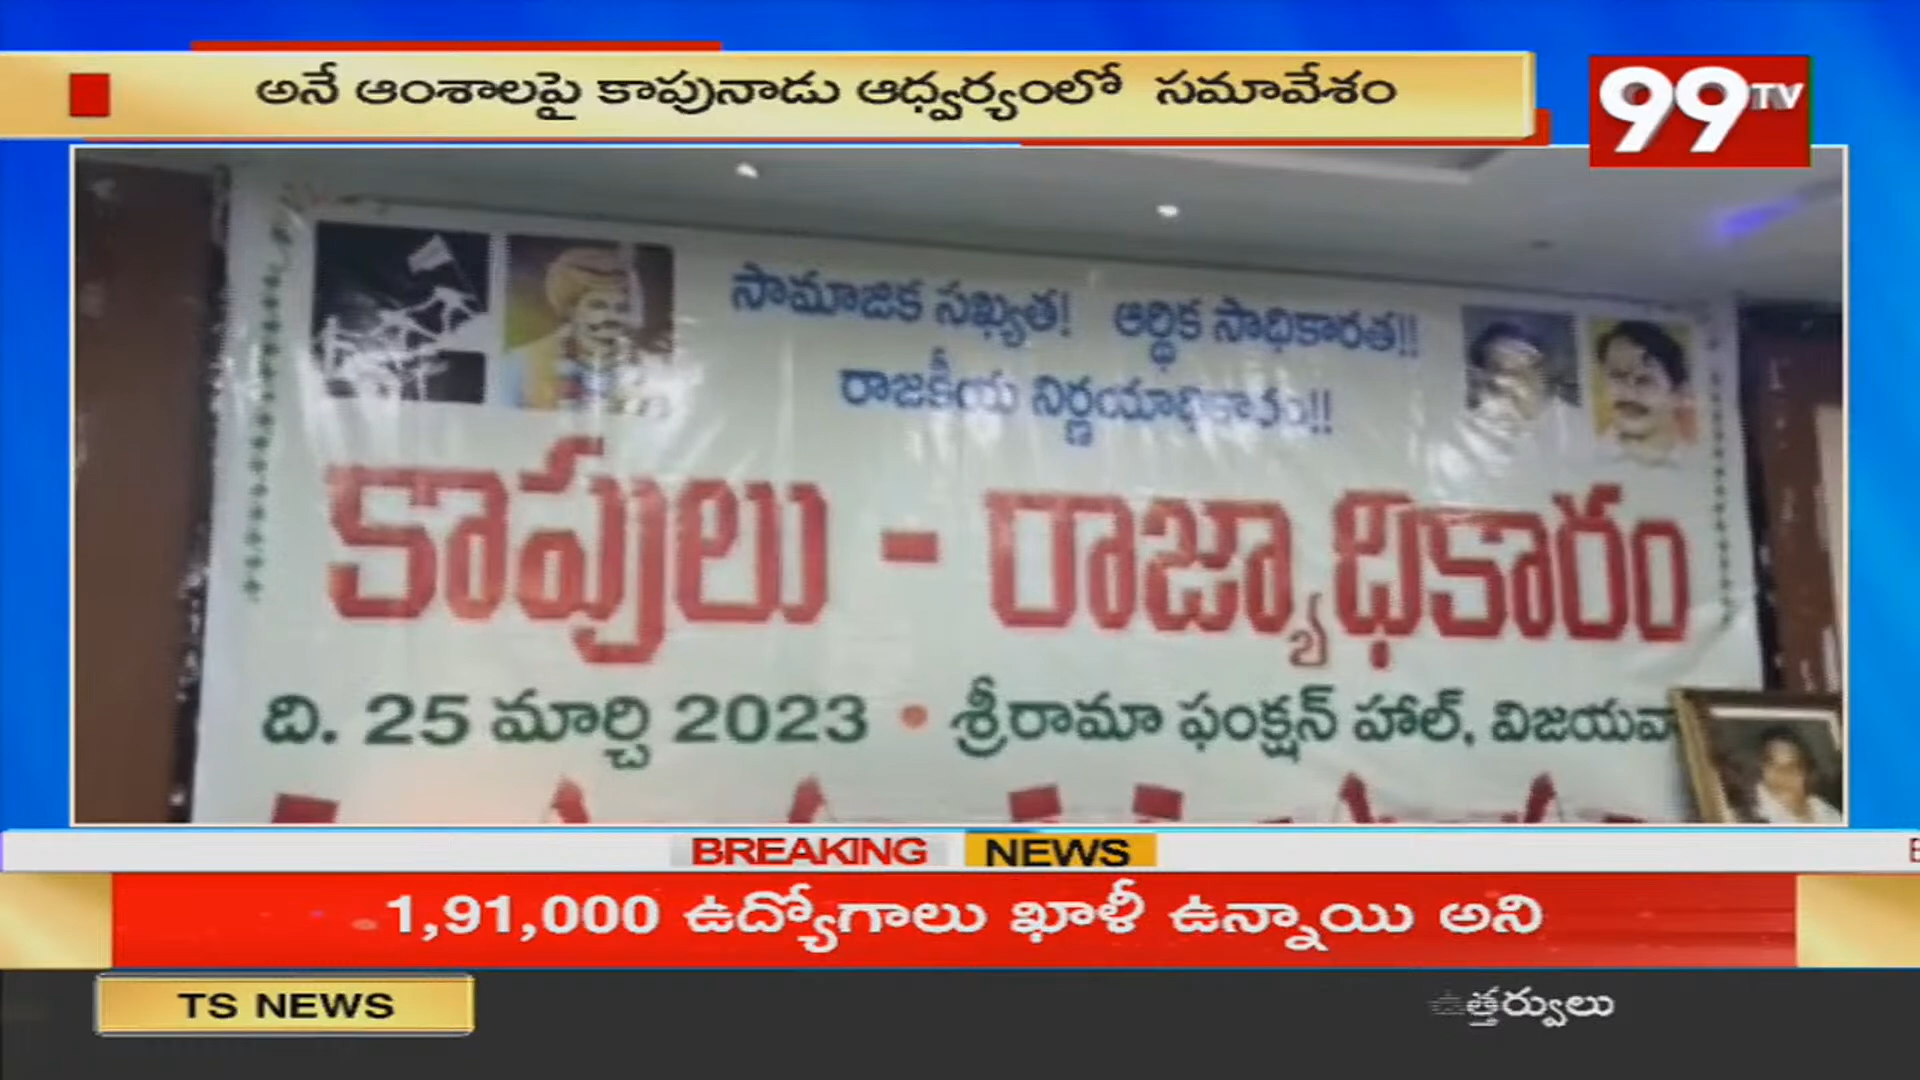 అనే ఆంశాలపై కాపునాడు ఆధ్వర్యంలో సమావేశం
99TV
సామాజిక సఖ్యత! ఆర్థిక సాధికారత!!
రాజకీయ నిర్ణయాధికారం!!
కాపులు - రాజ్యాధికారం
ది. 25 మార్చి 2023 • శ్రీరామా ఫంక్షన్ హాల్, విజయవా
BREAKING NEWS
1,91,000 ఉద్యోగాలు ఖాళీ ఉన్నాయి అని
TS NEWS
ఉత్తర్వులు